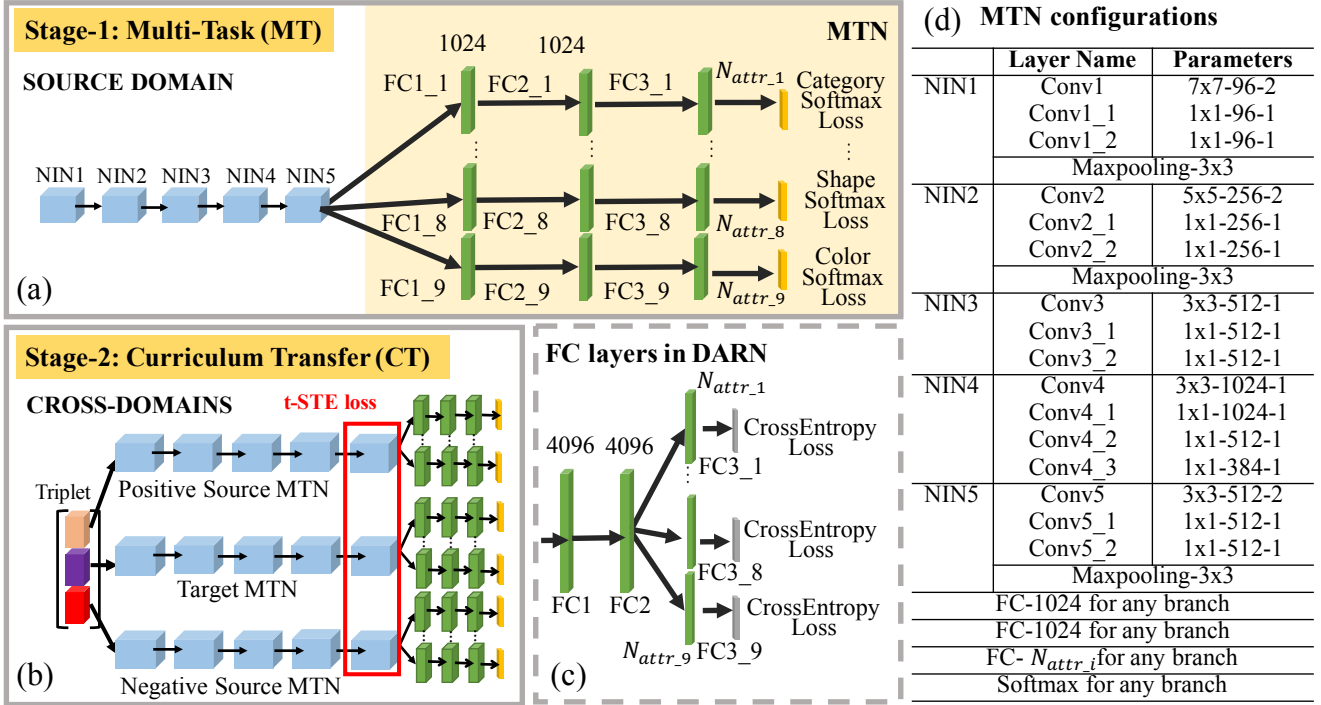 Stage-1: Multi-Task (MT)
MTN
SOURCE DOMAIN
1024
1024
FC1_1
FC2_1
FC3_1
N_attr_1
Category
Softmax
Loss
NIN1
NIN2
NIN3
NIN4
NIN5
FC1_8
FC2_8
FC3_8
N_attr_8
Shape
Softmax
Loss
FC1_9
FC2_9
FC3_9
N_attr_9
Color
Softmax
Loss
(a)
Stage-2: Curriculum Transfer (CT)
CROSS-DOMAINS
t-STE loss
Positive Source MTN
Triplet
Target MTN
Negative Source MTN
(b)
FC layers in DARN
N_attr_1
4096
4096
CrossEntropy
Loss
FC3_1
CrossEntropy
Loss
FC3_8
FC1
FC2
CrossEntropy
Loss
N_attr_9
FC3_9
(c)
(d) MTN configurations
Layer Name Parameters
NIN1 Conv1 7x7-96-2
Conv1_1 1x1-96-1
Conv1_2 1x1-96-1
Maxpooling-3x3
NIN2 Conv2 5x5-256-2
Conv2_1 1x1-256-1
Conv2_2 1x1-256-1
Maxpooling-3x3
NIN3 Conv3 3x3-512-1
Conv3_1 1x1-512-1
Conv3_2 1x1-512-1
NIN4 Conv4 3x3-1024-1
Conv4_1 1x1-1024-1
Conv4_2 1x1-512-1
Conv4_3 1x1-384-1
NIN5 Conv5 3x3-512-2
Conv5_1 1x1-512-1
Conv5_2 1x1-512-1
Maxpooling-3x3
FC-1024 for any branch
FC-1024 for any branch
FC- N_attr_i for any branch
Softmax for any branch